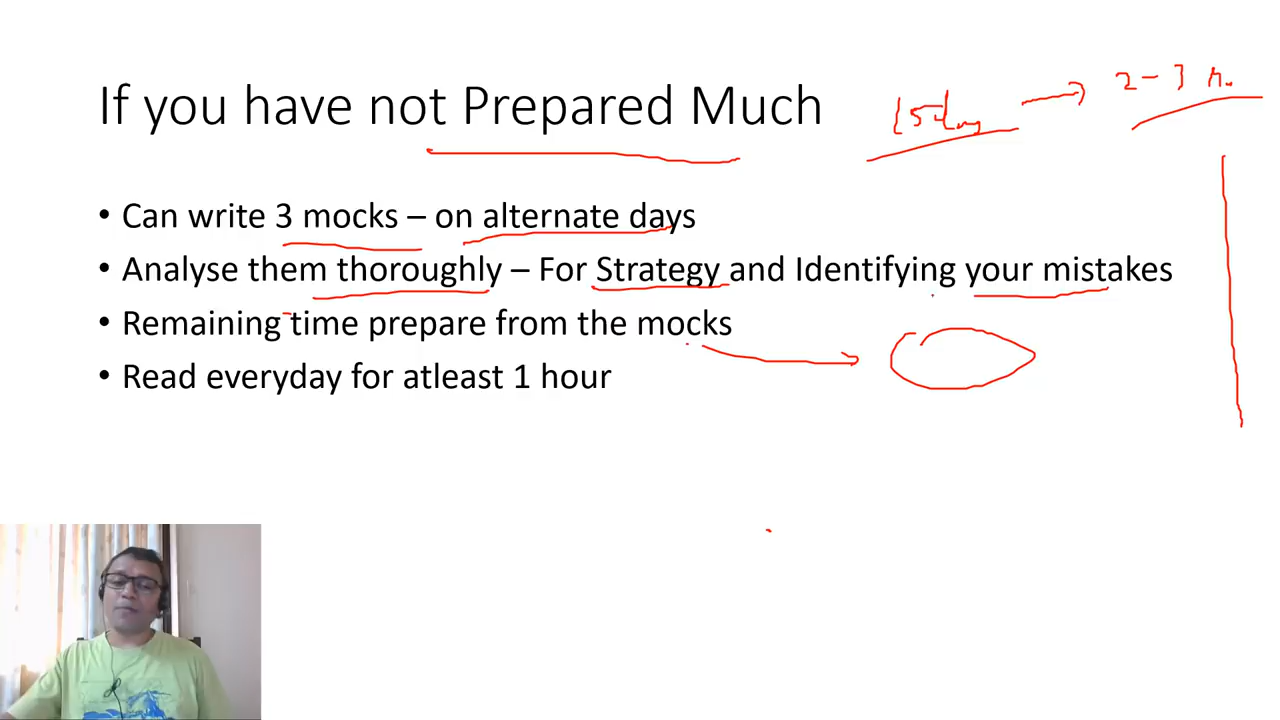 If you have not Prepared Much
15 day → 2 - 3
• Can write 3 mocks – on alternate days
• Analyse them thoroughly – For Strategy and Identifying your mistakes
• Remaining time prepare from the mocks
• Read everyday for atleast 1 hour